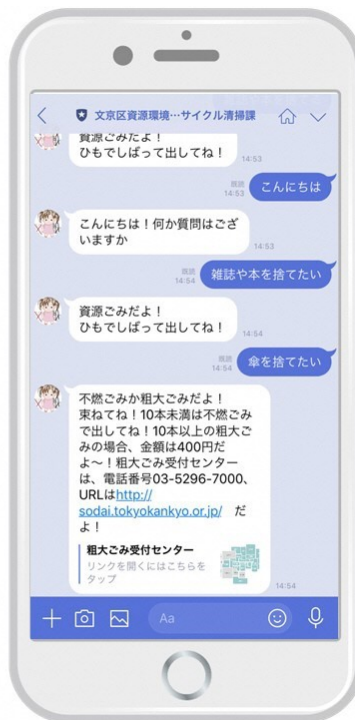 文京区資源環境…サイクル清掃課
資源ごみだよ！
ひもでしばって出してね！
14:53
既読
14:53
こんにちは
こんにちは！何か質問はござ
いますか
14:53
既読
14:54
雑誌や本を捨てたい
資源ごみだよ！
ひもでしばって出してね！
14:54
既読
14:54
傘を捨てたい
不燃ごみか粗大ごみだよ！
束ねてね！10本未満は不燃ごみ
で出してね！10本以上の粗大ご
みの場合、金額は400円だ
よ〜！粗大ごみ受付センター
は、電話番号03-5296-7000、
URLはhttp://
sodai.tokyokankyo.or.jp/ だ
よ！
粗大ごみ受付センター
リンクを開くにはこちらを
タップ
14:54
Aa